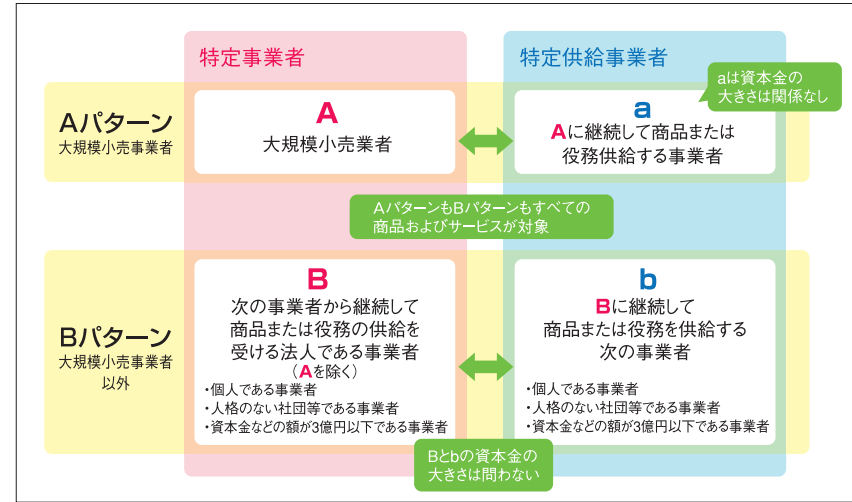 特定事業者
特定供給事業者
aは資本金の
大きさは関係なし
Aパターン
大規模小売事業者
A
大規模小売業者
a
Aに継続して商品または
役務供給する事業者
AパターンもBパターンもすべての
商品およびサービスが対象
Bパターン
大規模小売事業者
以外
B
次の事業者から継続して
商品または役務の供給を
受ける法人である事業者
（Aを除く）
・個人である事業者
・人格のない社団等である事業者
・資本金などの額が3億円以下である事業者
b
Bに継続して
商品または役務を供給する
次の事業者
・個人である事業者
・人格のない社団等である事業者
・資本金などの額が3億円以下である事業者
Bとbの資本金の
大きさは問わない